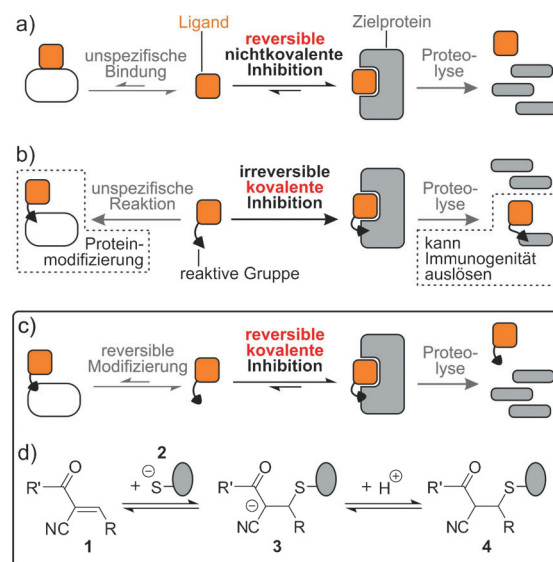 a)
Ligand
unspezifische
Bindung
reversible
nichtkovalente
Inhibition
Zielprotein
Proteo-
lyse
b)
unspezifische
Reaktion
Protein-
modifizierung
reaktive Gruppe
irreversible
kovalente
Inhibition
Proteo-
lyse
kann
Immunogenität
auslösen
c)
reversible
Modifizierung
reversible
kovalente
Inhibition
Proteo-
lyse
d)
R'
O
NC
R
1
2
+ ⊖S
R'
O
S
⊖
NC
R
3
+ H⊕
R'
O
S
NC
R
4